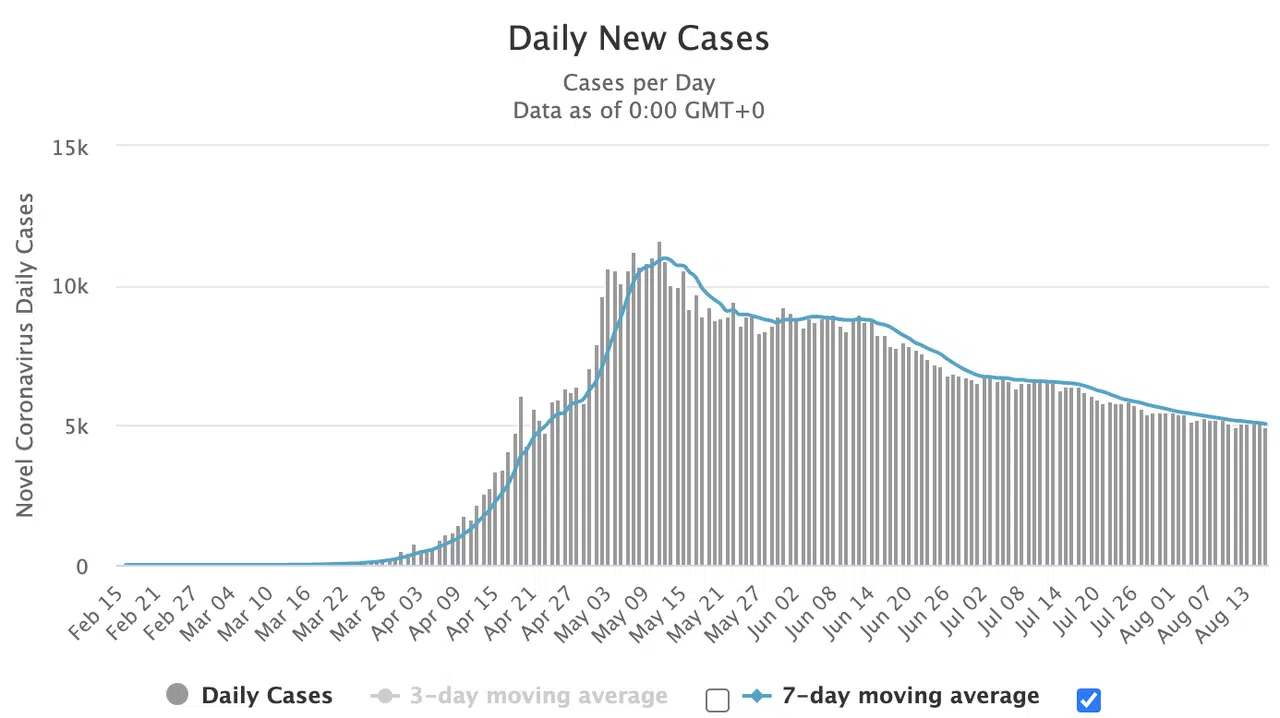 Daily New Cases
Cases per Day
Data as of 0:00 GMT+0
Novel Coronavirus Daily Cases
15k
10k
5k
0
Feb 15
Feb 21
Feb 27
Mar 04
Mar 10
Mar 16
Mar 22
Mar 28
Apr 03
Apr 09
Apr 15
Apr 21
Apr 27
May 03
May 09
May 15
May 21
May 27
Jun 02
Jun 08
Jun 14
Jun 20
Jun 26
Jul 02
Jul 08
Jul 14
Jul 20
Jul 26
Aug 01
Aug 07
Aug 13
Daily Cases
3-day moving average
7-day moving average